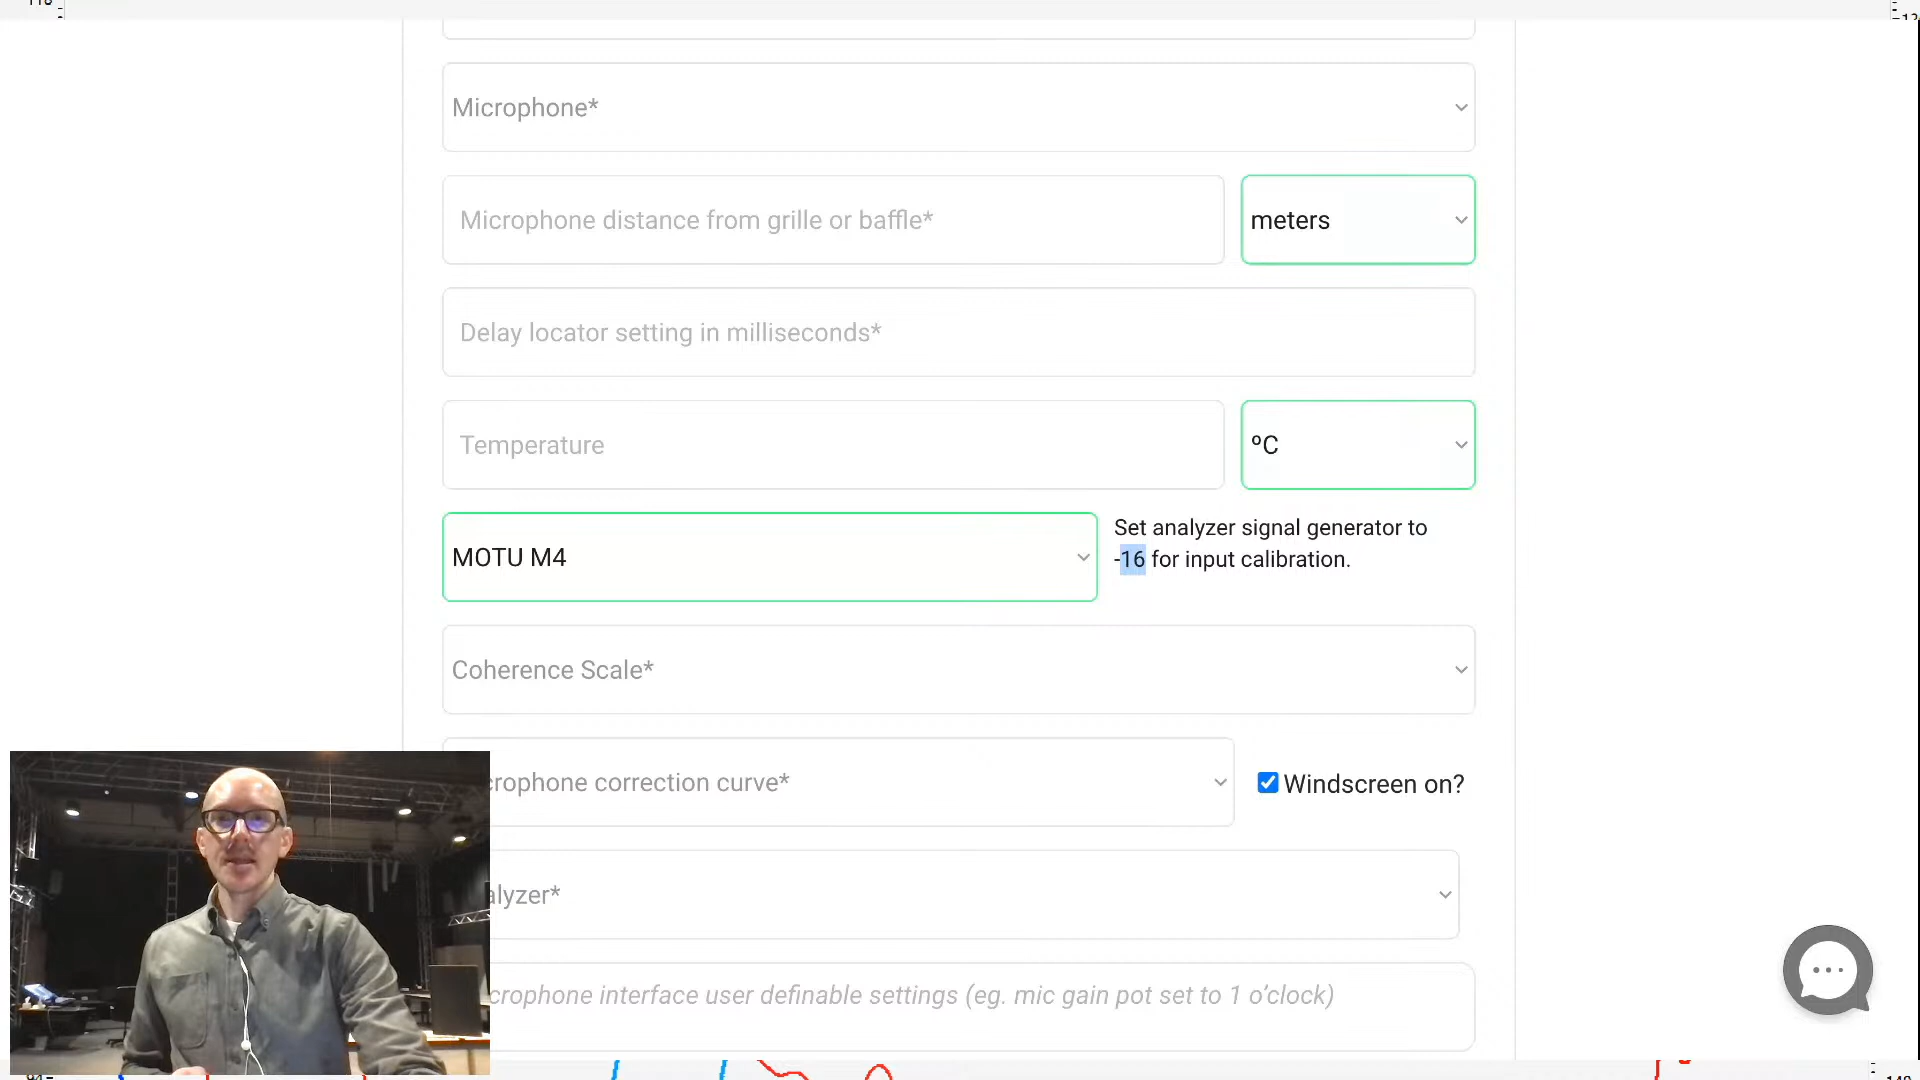 Microphone*
Microphone distance from grille or baffle*
meters
Delay locator setting in milliseconds*
Temperature
ºC
MOTU M4
Set analyzer signal generator to
-16 for input calibration.
Coherence Scale*
crophone correction curve*
Windscreen on?
alyzer*
crophone interface user definable settings (eg. mic gain pot set to 1 o’clock)